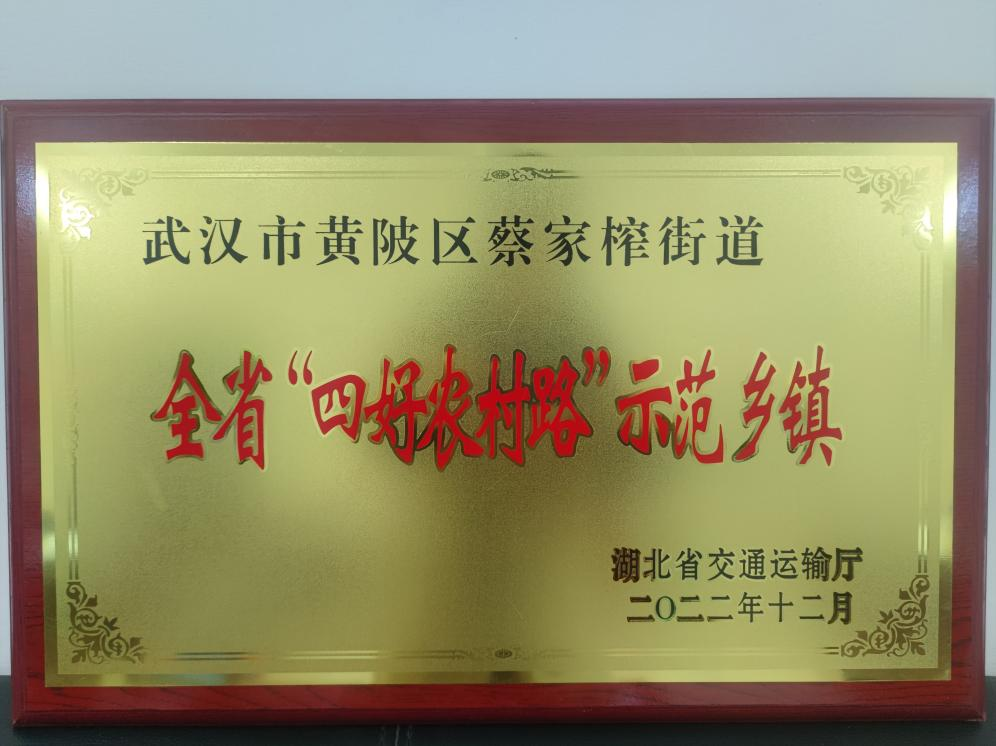 武汉市黄陂区蔡家榨街道
全省“四好农村路”示范乡镇
湖北省交通运输厅
二〇二二年十二月